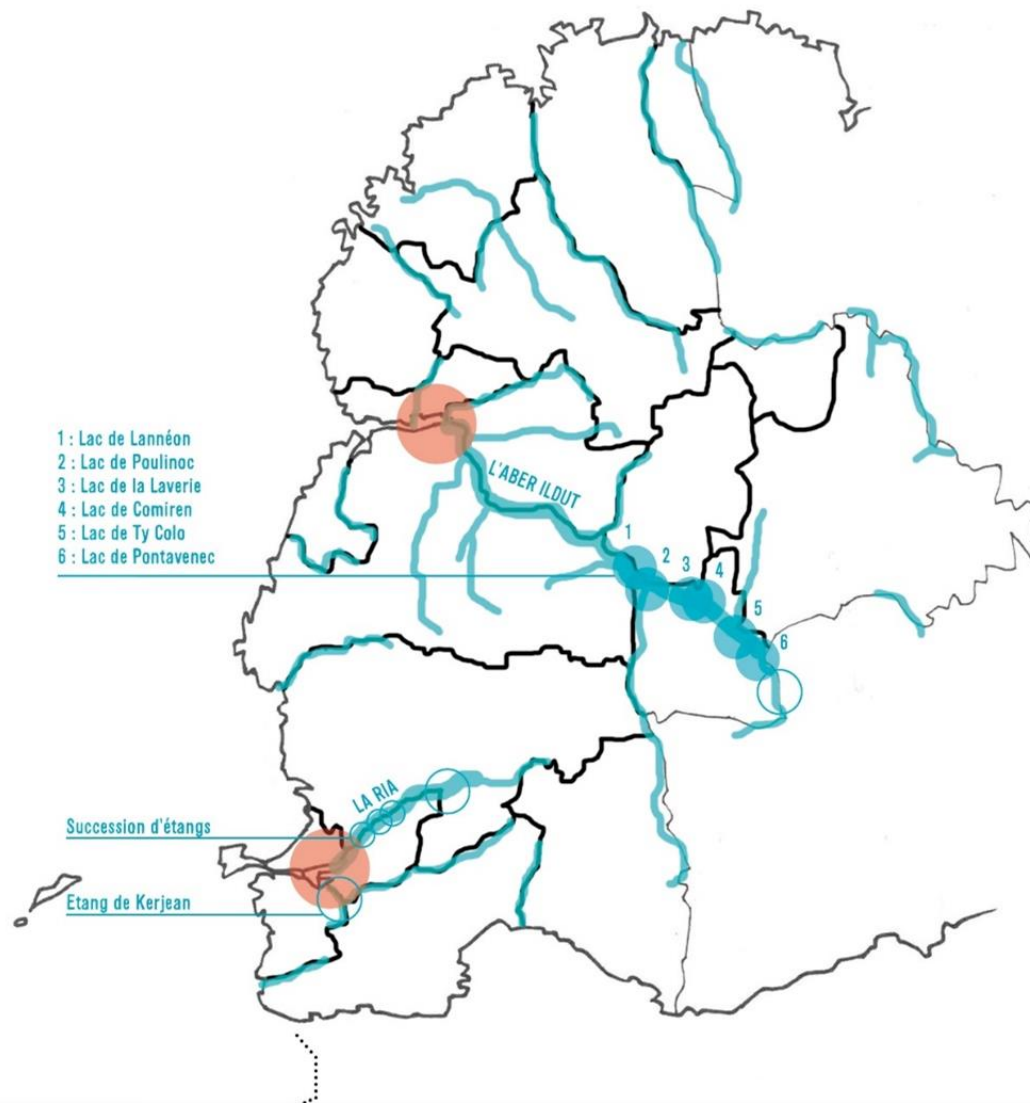 1 : Lac de Lannéon
2 : Lac de Poulinoc
3 : Lac de la Laverie
4 : Lac de Comiren
5 : Lac de Ty Colo
6 : Lac de Pontavenec
L'ABER ILDUT
1
2
3
4
5
6
LA RIA
Succession d'étangs
Etang de Kerjean